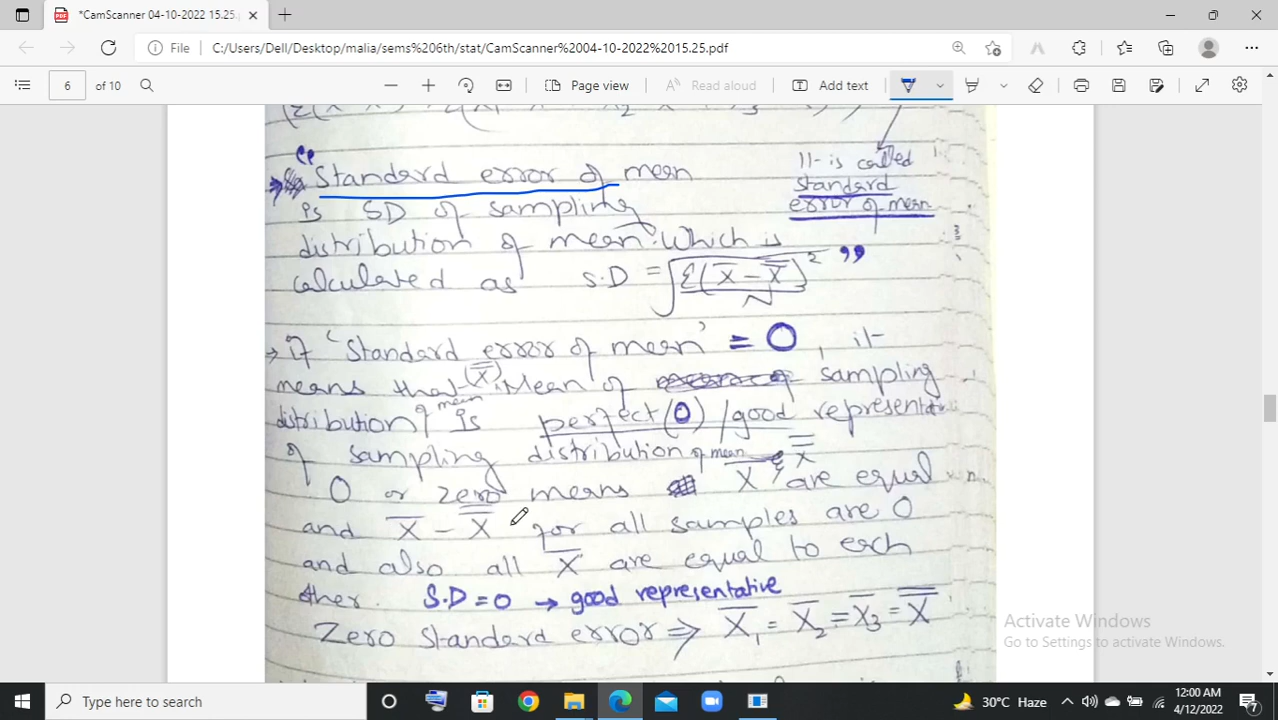 *CamScanner 04-10-2022 15.25.
File C:/Users/Dell/Desktop/malia/sems%206th/stat/CamScanner%2004-10-2022%2015.25.pdf
6 of 10 Page view Read aloud Add text
“Standard error of mean
is SD of sampling
distribution of mean. Which is
calculated as S.D = √Σ(X̅ - X̿)² / N ”
It is called
standard
error of mean
→ If ‘Standard error of mean’ = 0, it
means that (X̿) Mean of sampling
distribution of mean is perfect (0) / good
of sampling distribution of mean
0 or zero means X̅ & X̿ are equal
and X̅ - X̿ for all samples are 0
and also all X̅ are equal to each
other. S.D = 0 → good representative
Zero standard error ⇒ X̅₁ = X̅₂ = X̅₃ = X̿
Activate Windows
Go to Settings to activate Windows.
Type here to search
30°C Haze
12:00 AM
4/12/2022
7